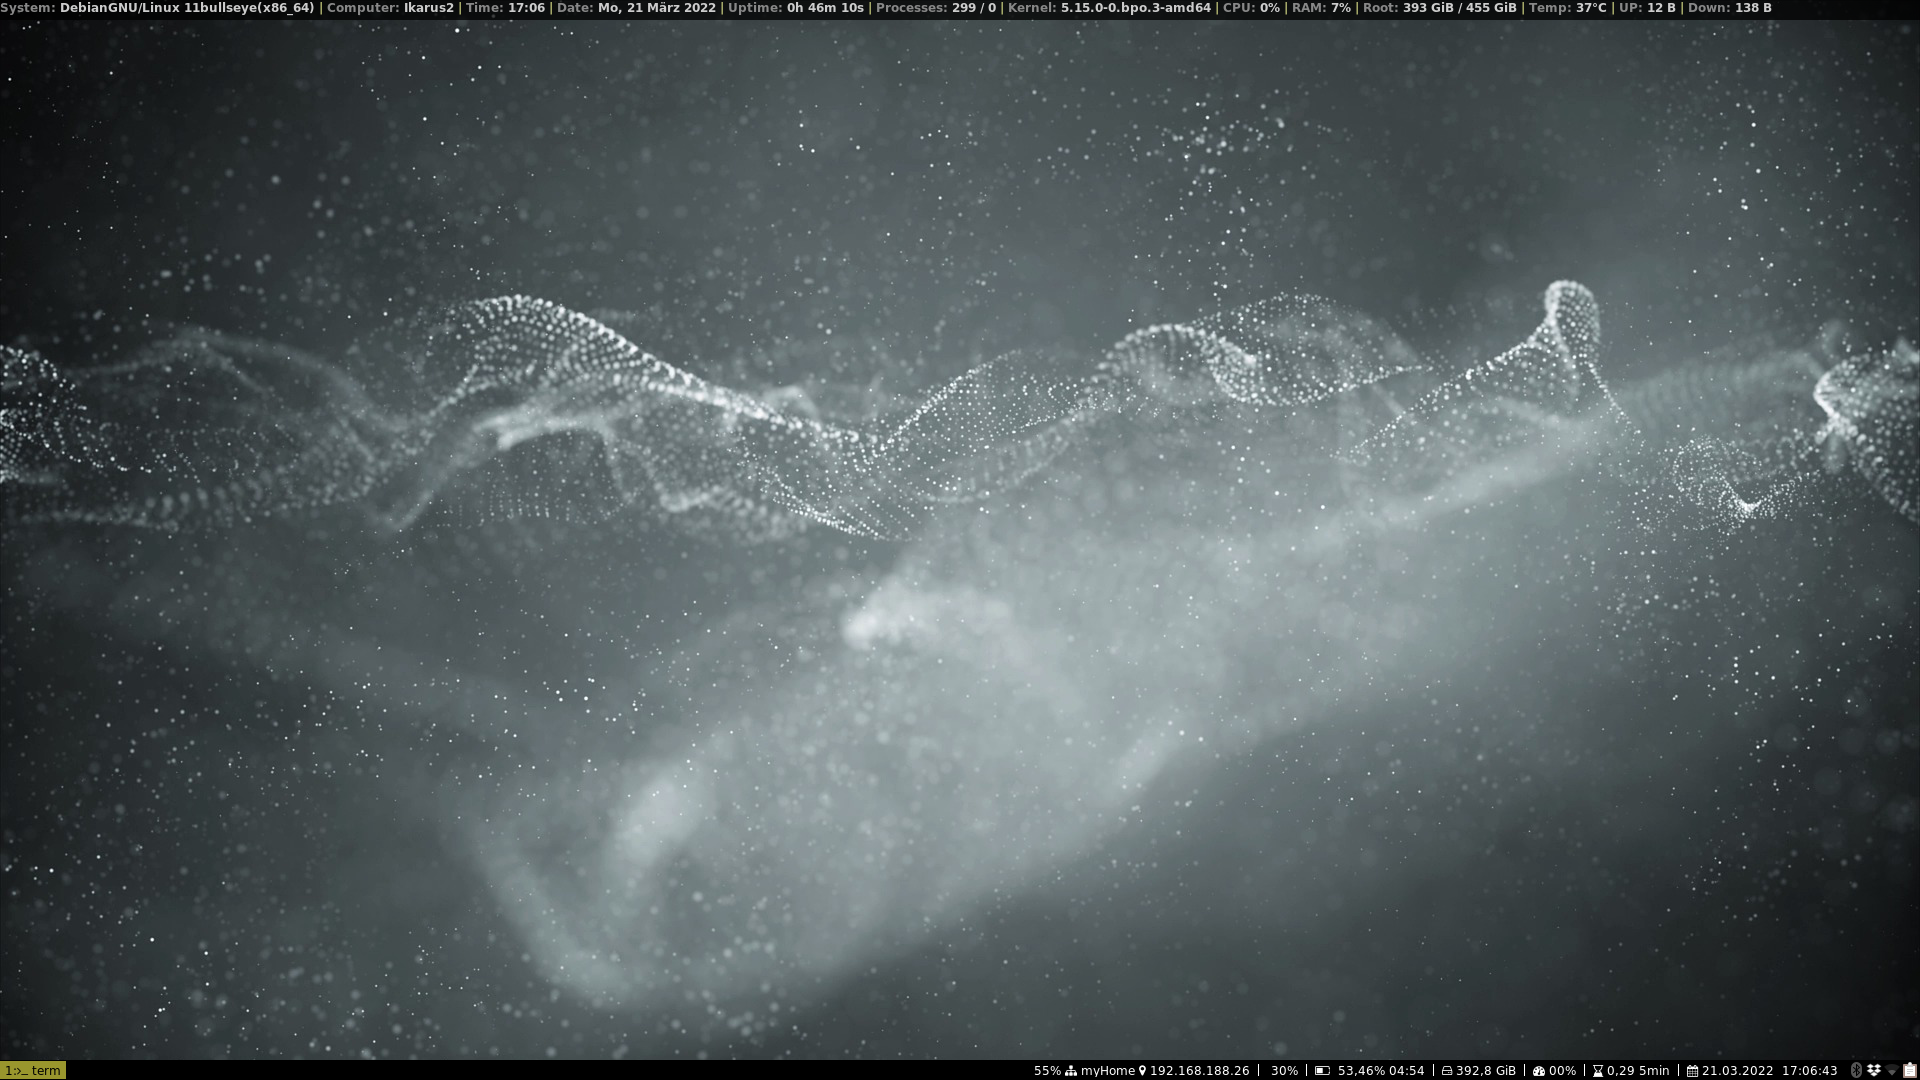 System: DebianGNU/Linux 11bullseye(x86_64) | Computer: Ikarus2 | Time: 17:06 | Date: Mo, 21 März 2022 | Uptime: 0h 46m 10s | Processes: 299 / 0 | Kernel: 5.15.0-0.bpo.3-amd64 | CPU: 0% | RAM: 7% | Root: 393 GiB / 455 GiB | Temp: 37°C | UP: 12 B | Down: 138 B
1:>_ term 55% myHome 192.168.188.26 | 30% | 53,46% 04:54 | 392,8 GiB | 00% | 0,29 5min | 21.03.2022 17:06:43